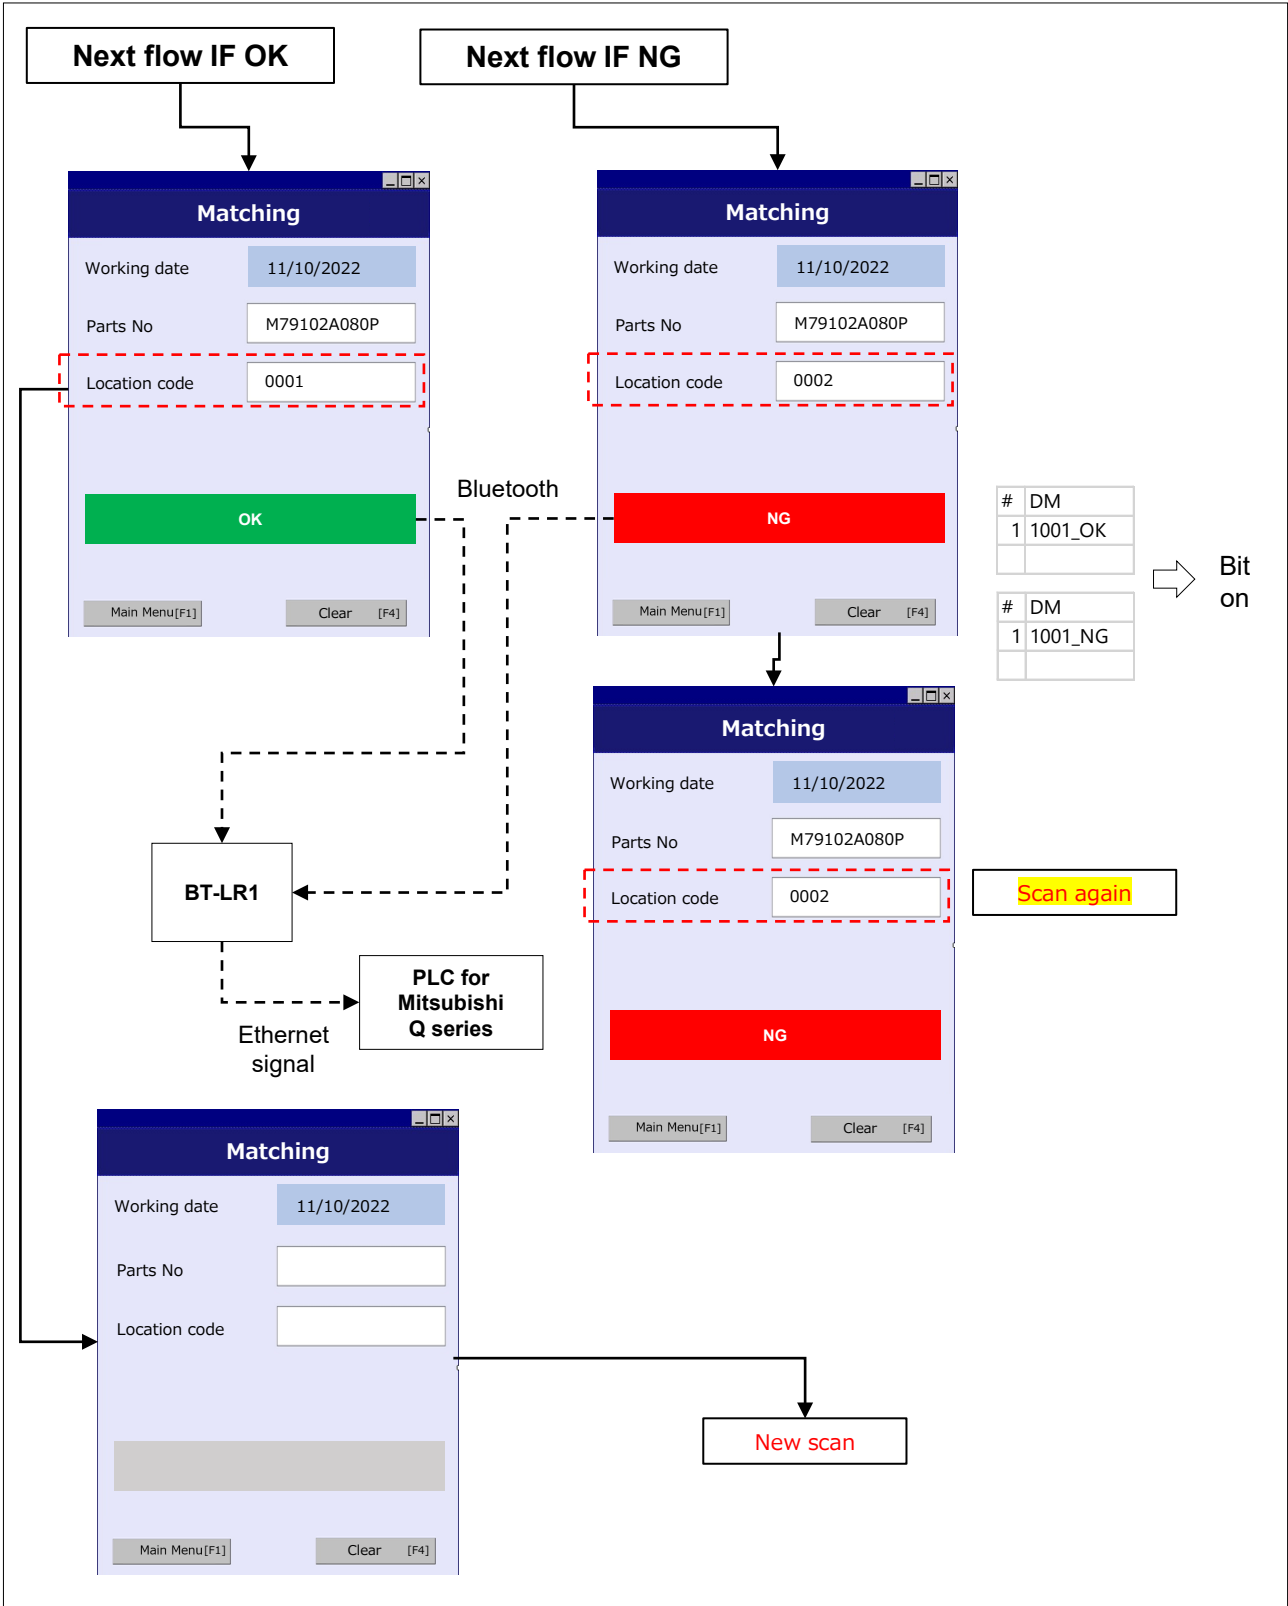 Next flow IF OK
Next flow IF NG
Matching
Working date 11/10/2022
Parts No M79102A080P
Location code 0001
OK
Main Menu[F1] Clear [F4]
Matching
Working date 11/10/2022
Parts No M79102A080P
Location code 0002
NG
Main Menu[F1] Clear [F4]
Bluetooth
# DM
1 1001_OK
# DM
1 1001_NG
Bit
on
Matching
Working date 11/10/2022
Parts No M79102A080P
Location code 0002
NG
Main Menu[F1] Clear [F4]
Scan again
BT-LR1
PLC for
Mitsubishi
Q series
Ethernet
signal
Matching
Working date 11/10/2022
Parts No
Location code
Main Menu[F1] Clear [F4]
New scan